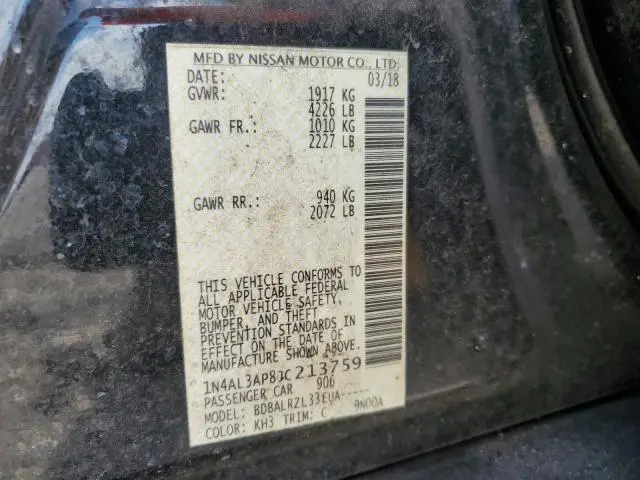 MFD BY NISSAN MOTOR CO., LTD.
DATE: 03/18
GVWR: 1917 KG
4226 LB
GAWR FR.: 1010 KG
2227 LB
GAWR RR.: 940 KG
2072 LB
THIS VEHICLE CONFORMS TO
ALL APPLICABLE FEDERAL
MOTOR VEHICLE SAFETY,
BUMPER, AND THEFT
PREVENTION STANDARDS IN
EFFECT ON THE DATE OF
MANUFACTURE SHOWN ABOVE.
1N4AL3AP8JC213759
PASSENGER CAR 906
MODEL: BDBALRZL33EUA-----
COLOR: KH3 TRIM: C 9N00A